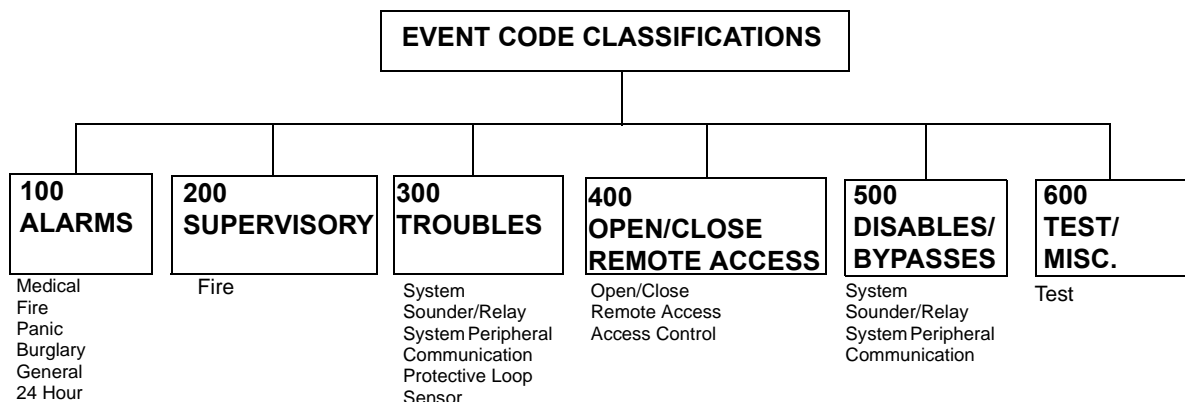 EVENT CODE CLASSIFICATIONS
100
ALARMS
Medical
Fire
Panic
Burglary
General
24 Hour
200
SUPERVISORY
Fire
300
TROUBLES
System
Sounder/Relay
System Peripheral
Communication
Protective Loop
Sensor
400
OPEN/CLOSE
REMOTE ACCESS
Open/Close
Remote Access
Access Control
500
DISABLES/
BYPASSES
System
Sounder/Relay
System Peripheral
Communication
600
TEST/
MISC.
Test